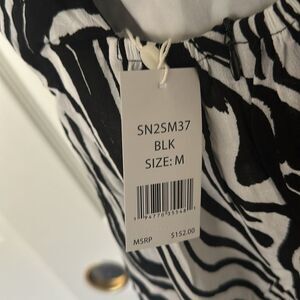 SN2SM37
BLK
SIZE: M
MSRP $152.00